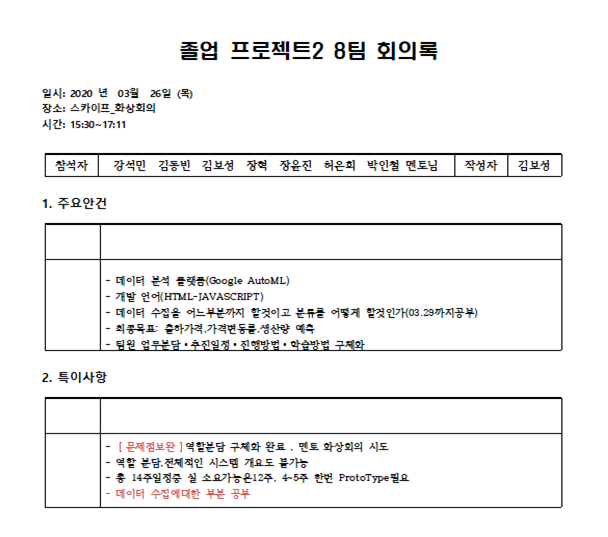 졸업 프로젝트2 8팀 회의록
일시: 2020 년 03월 26일 (목)
장소: 스카이프_화상회의
시간: 15:30~17:11
참석자 강석민 김동빈 김보성 장혁 장윤진 허은회 박인철 멘토님 작성자 김보성
1. 주요안건
- 데이터 분석 플랫폼(Google AutoML)
- 개발 언어(HTML-JAVASCRIPT)
- 데이터 수집을 어느부분까지 할것이고 분류를 어떻게 할것인가(03.29까지공부)
- 최종목표: 출하가격,가격변동률,생산량 예측
- 팀원 업무분담•추진일정•진행방법•학습방법 구체화
2. 특이사항
- [문제점보완]역할분담 구체화 완료 , 멘토 화상회의 시도
- 역할 분담,전체적인 시스템 개요도 불가능
- 총 14주일정중 실 소요가능은12주, 4~5주 한번 ProtoType필요
- 데이터 수집에대한 부분 공부